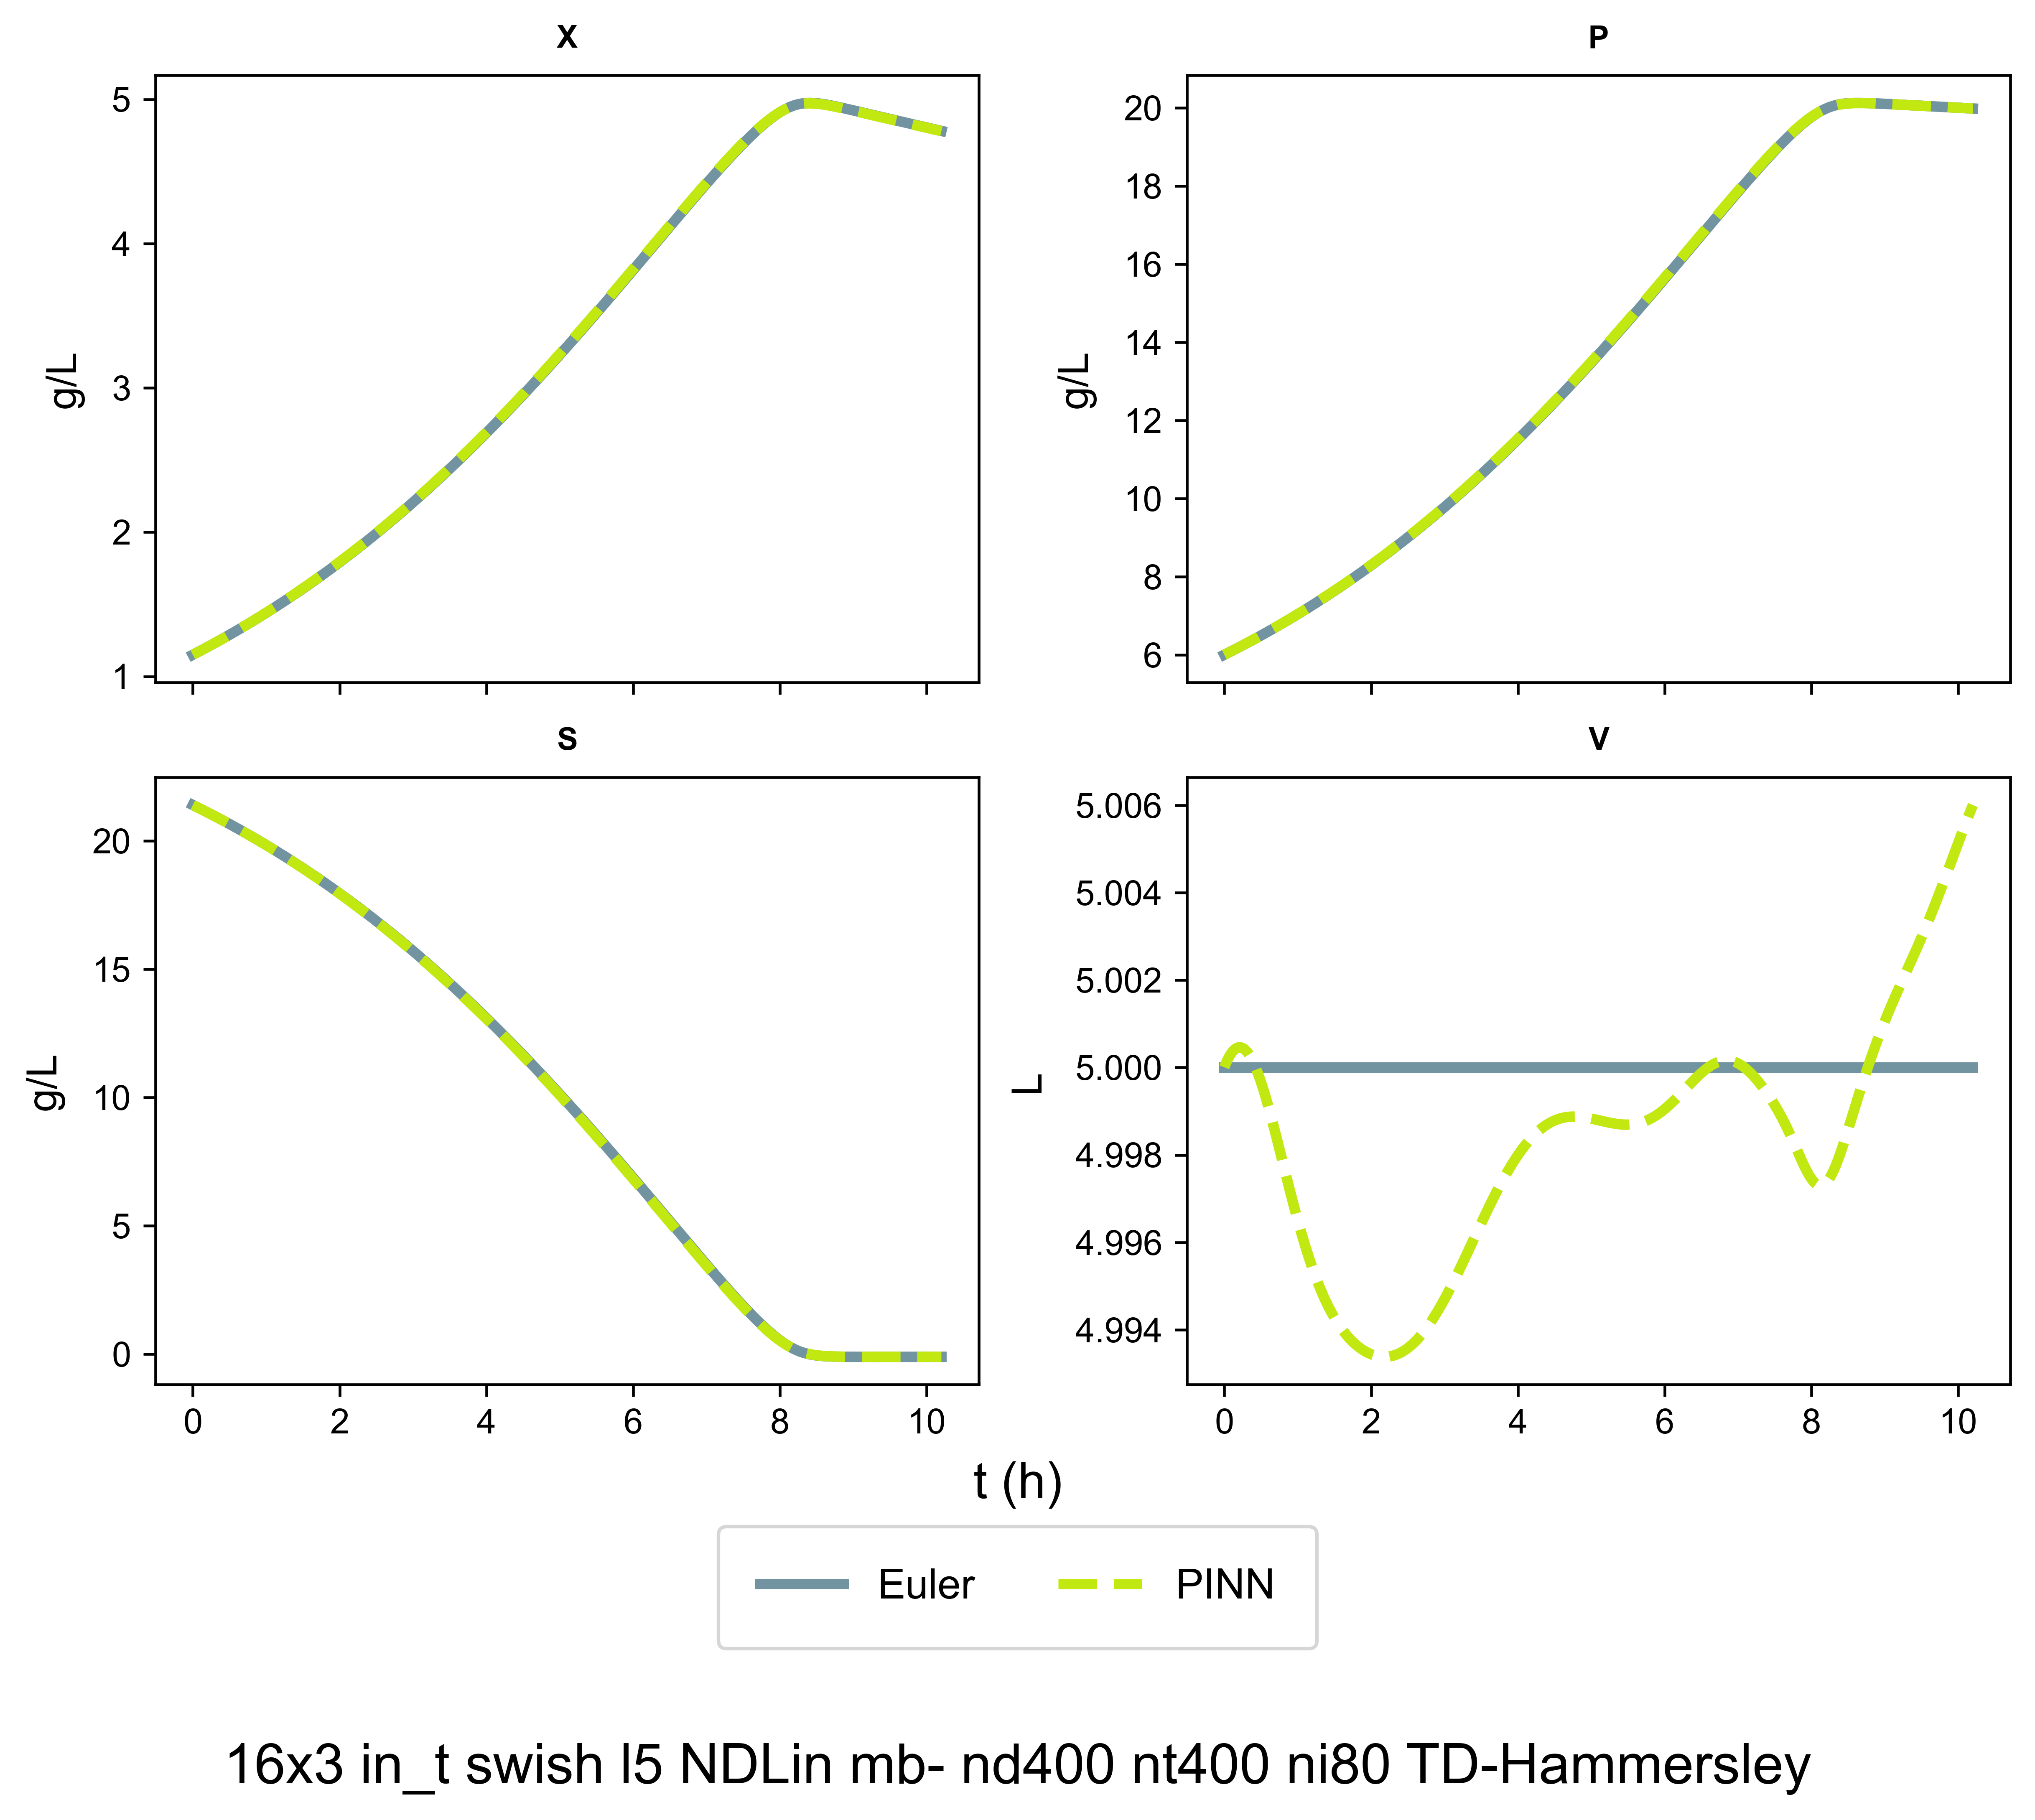 X
5
4
3
2
1
g/L
P
20
18
16
14
12
10
8
6
g/L
S
20
15
10
5
0
g/L
0 2 4 6 8 10
V
5.006
5.004
5.002
5.000
4.998
4.996
4.994
L
0 2 4 6 8 10
t (h)
Euler PINN
16x3 in_t swish l5 NDLin mb- nd400 nt400 ni80 TD-Hammersley